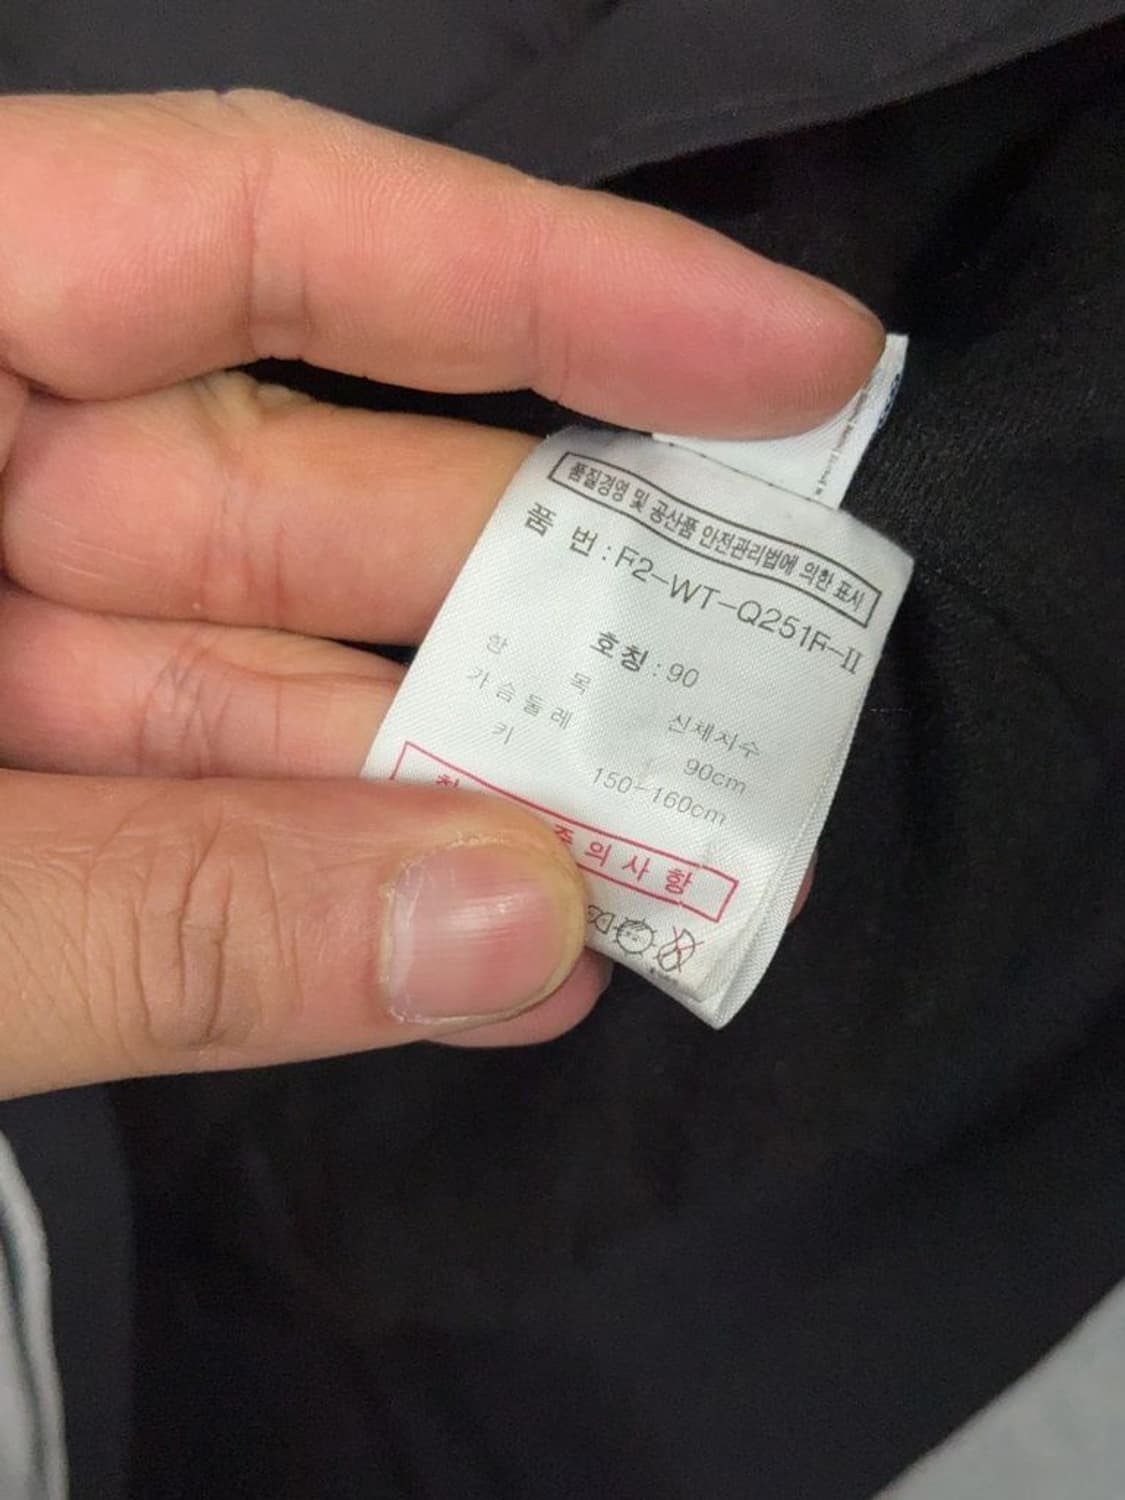 품질경영 및 공산품 안전관리법에 의한 표시
품 번 : F2-WT-Q251F-II
호칭 : 90
항 목 신체치수
가슴둘레 90cm
키 150-160cm
주의사항